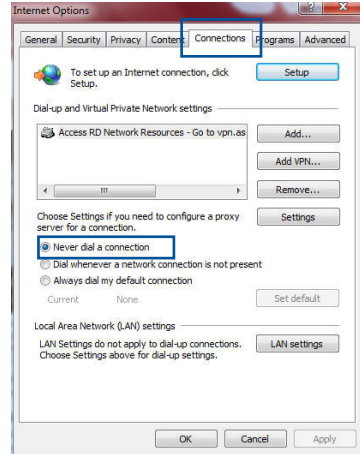 Internet Options
General Security Privacy Content Connections Programs Advanced
To set up an Internet connection, click
Setup.
Setup
Dial-up and Virtual Private Network settings
Access RD Network Resources - Go to vpn.as
Add...
Add VPN...
Remove...
Choose Settings if you need to configure a proxy
server for a connection.
Settings
Never dial a connection
Dial whenever a network connection is not present
Always dial my default connection
Current None
Set default
Local Area Network (LAN) settings
LAN Settings do not apply to dial-up connections.
Choose Settings above for dial-up settings.
LAN settings
OK Cancel Apply